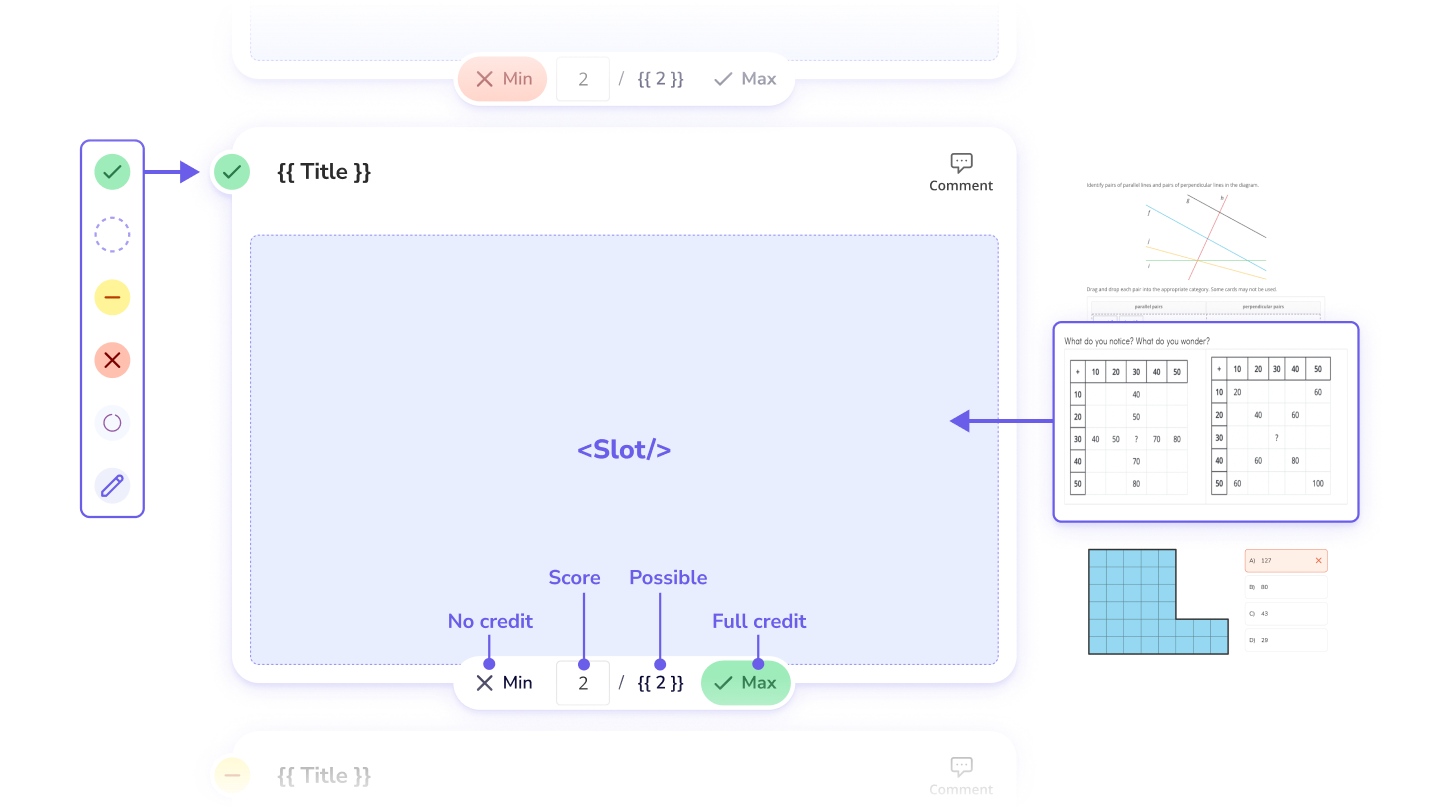 Min 2 / {{ 2 }} Max
{{ Title }}
Comment
<Slot/>
Score Possible
No credit Full credit
Min 2 / {{ 2 }} Max
{{ Title }}
Comment
Identify pairs of parallel lines and pairs of perpendicular lines in the diagram.
g h
f
j
i
Drag and drop each pair into the appropriate category. Some cards may not be used.
parallel pairs perpendicular pairs
What do you notice? What do you wonder?
+ 10 20 30 40 50
10 40
20 50
30 40 50 ? 70 80
40 70
50 80
+ 10 20 30 40 50
10 20 60
20 40 60
30 ?
40 60 80
50 60 100
A) 127
B) 80
C) 43
D) 29